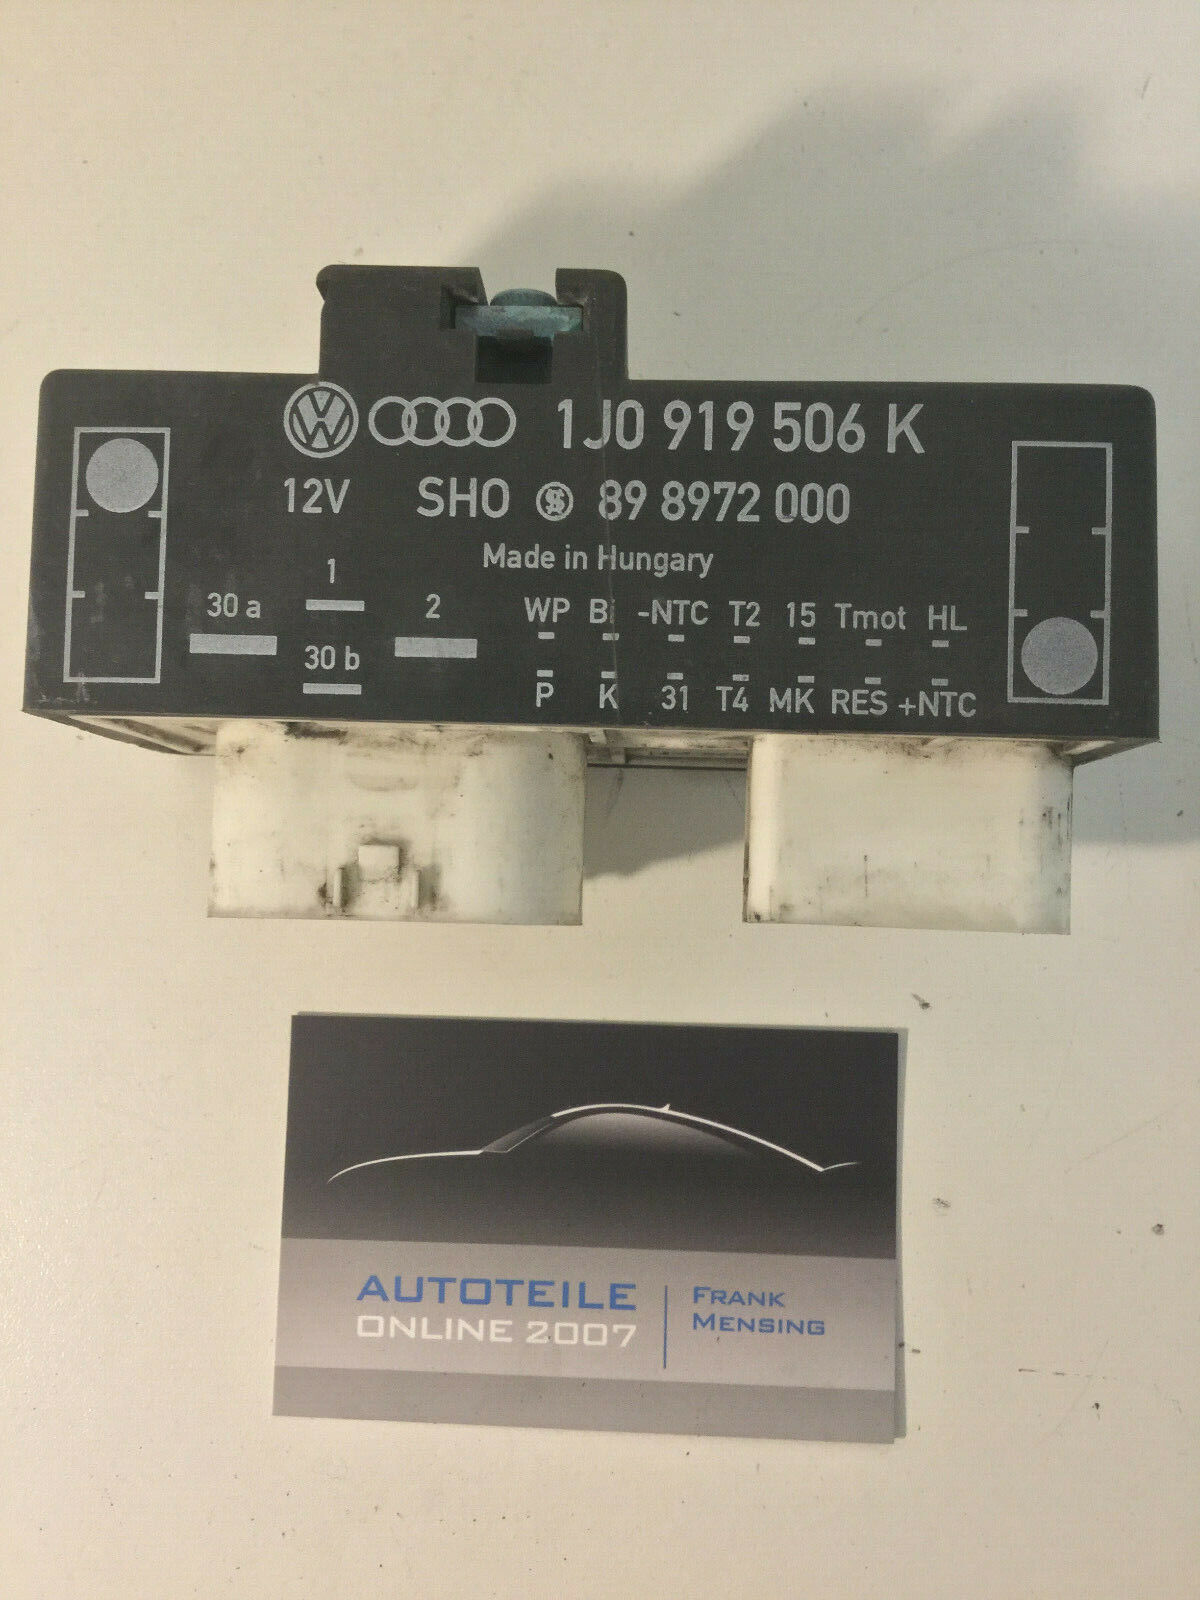 1J0 919 506 K
12V SHO 89 8972 000
Made in Hungary
1
30 a 2
30 b
WP Bi -NTC T2 15 Tmot HL
P K 31 T4 MK RES +NTC
AUTOTEILE
ONLINE 2007
FRANK
MENSING